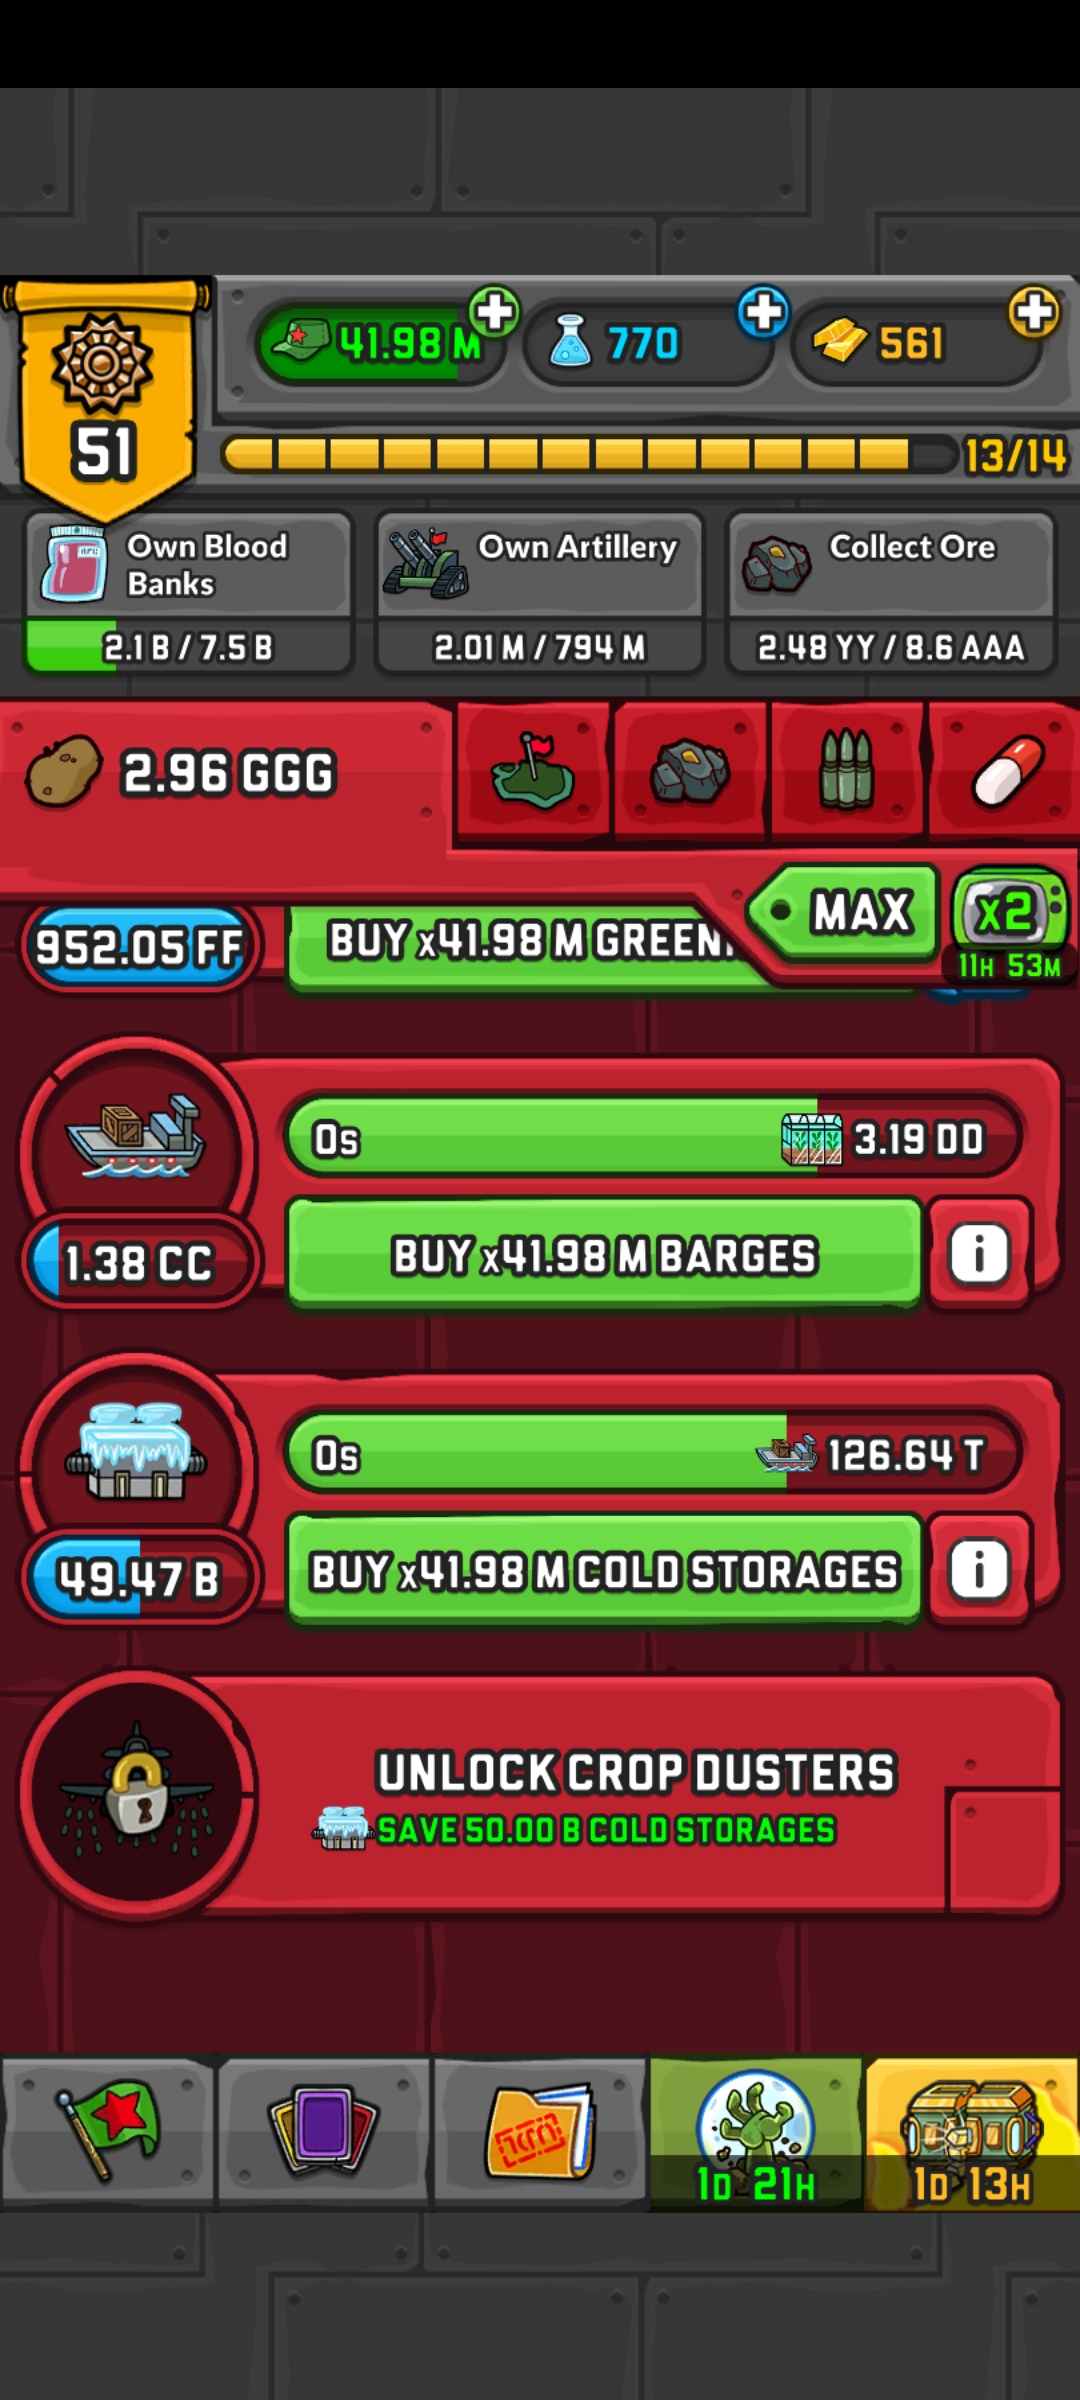 41.98 M
770
561
51
13/14
Own Blood
Banks
Own Artillery
Collect Ore
2.1 B / 7.5 B
2.01 M / 794 M
2.48 YY / 8.6 AAA
2.96 GGG
MAX
x2
11H 53M
952.05 FF
BUY x41.98 M
0s
3.19 DD
1.38 CC
BUY x41.98 M BARGES
i
0s
126.64 T
49.47 B
BUY x41.98 M COLD STORAGES
i
UNLOCK CROP DUSTERS
SAVE 50.00 B COLD STORAGES
1D 21H
1D 13H